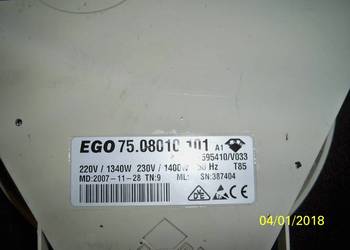 EGO 75.08010.101 A1
595410/V033
220V / 1340W 230V / 1400W 50 Hz T85
MD:2007-11-28 TN:9 ML: SN:387404
04/01/2018